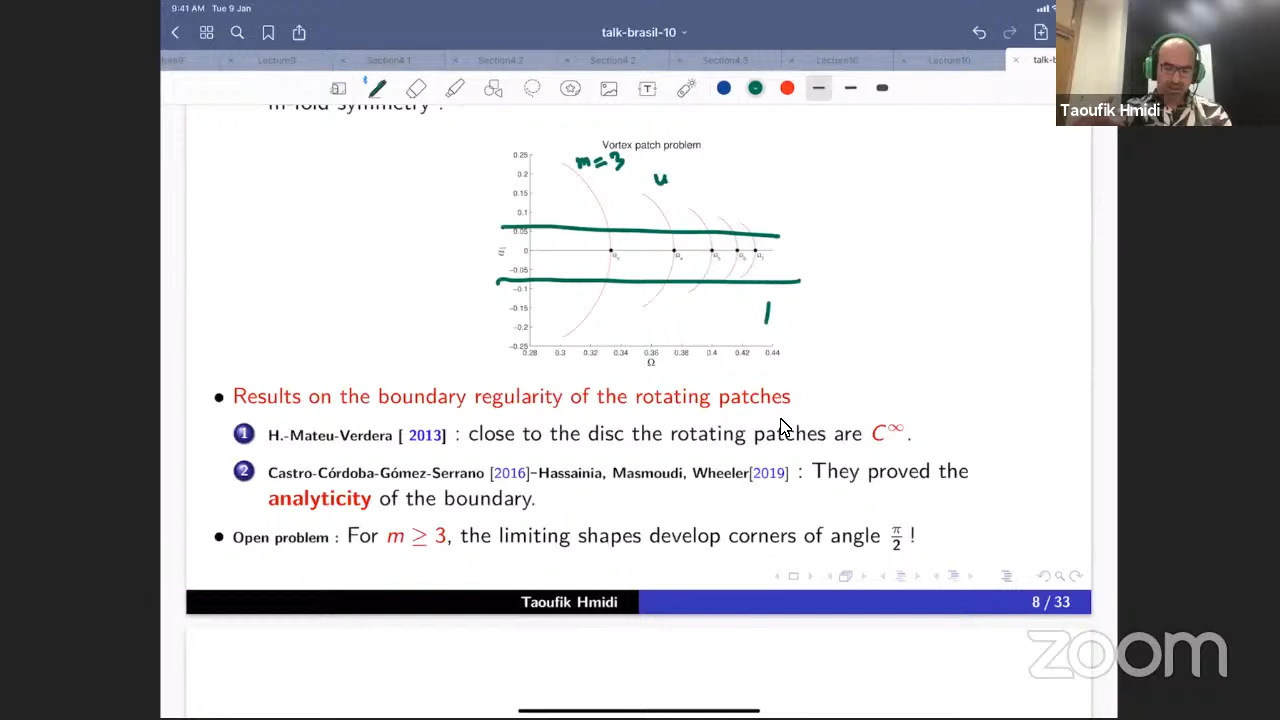 9:41 AM Tue 9 Jan
talk-brasil-10
Lecture9
Section4 1
Section4 2
Section4 2
Section4 3
Lecture10
Lecture10
talk-b
Taoufik Hmidi
m-fold symmetry .
Vortex patch problem
m=3
0.25
0.2
0.15
0.1
0.05
0
-0.05
-0.1
-0.15
-0.2
-0.25
0.28 0.3 0.32 0.34 0.36 0.38 0.4 0.42 0.44
Ω
• Results on the boundary regularity of the rotating patches
1 H.-Mateu-Verdera [ 2013] : close to the disc the rotating patches are C^∞.
2 Castro-Córdoba-Gómez-Serrano [2016]-Hassainia, Masmoudi, Wheeler[2019] : They proved the
analyticity of the boundary.
• Open problem : For m ≥ 3, the limiting shapes develop corners of angle π/2 !
Taoufik Hmidi 8 / 33
zoom